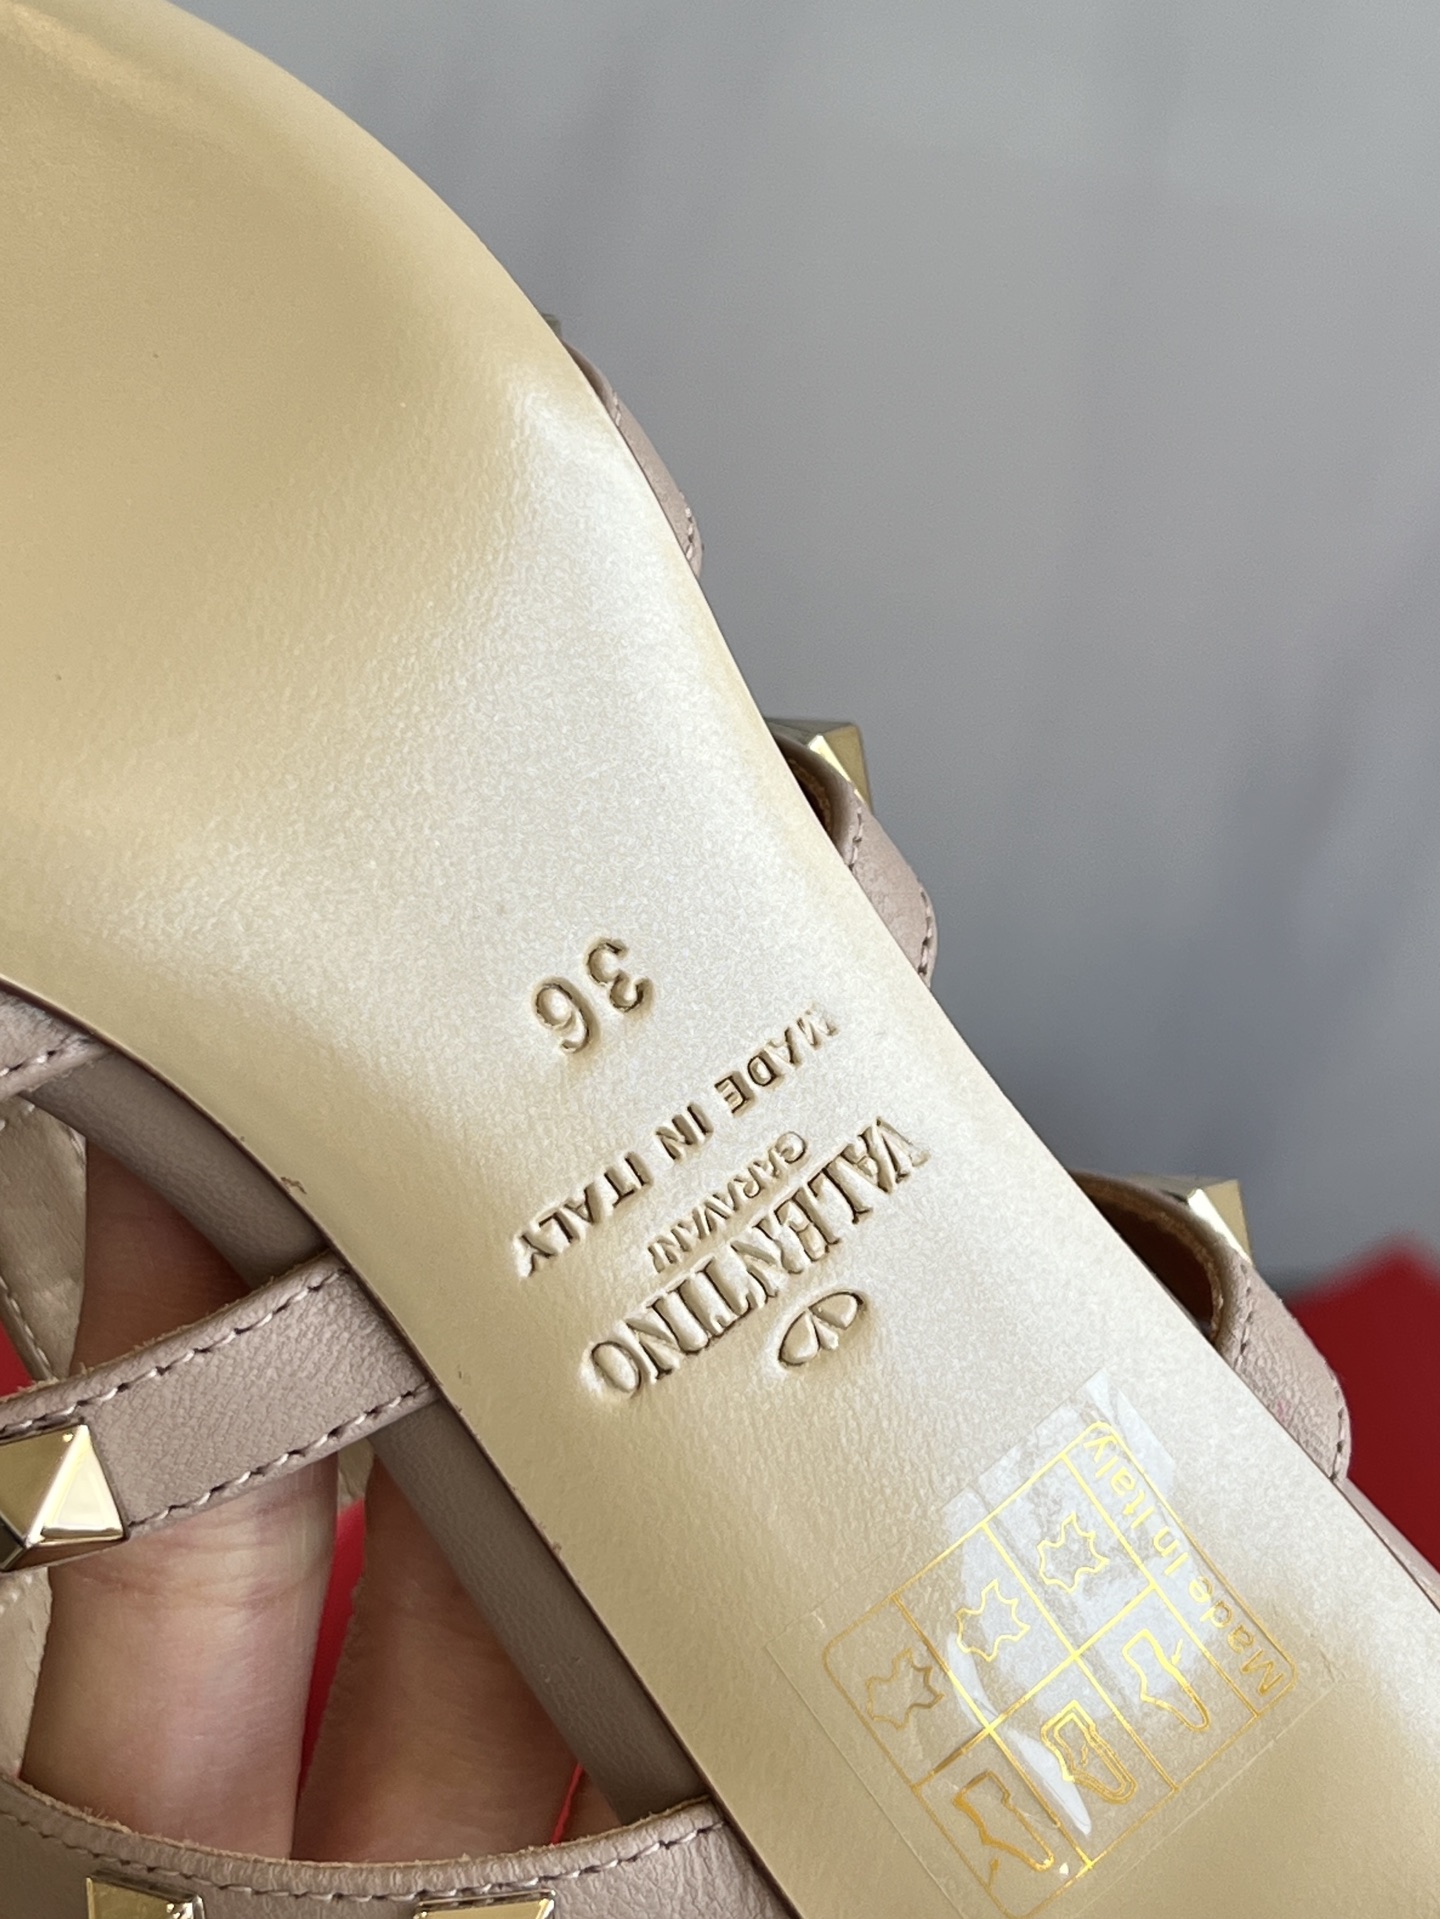 VALENTINO
GARAVANI
MADE IN ITALY
36
Made In Italy